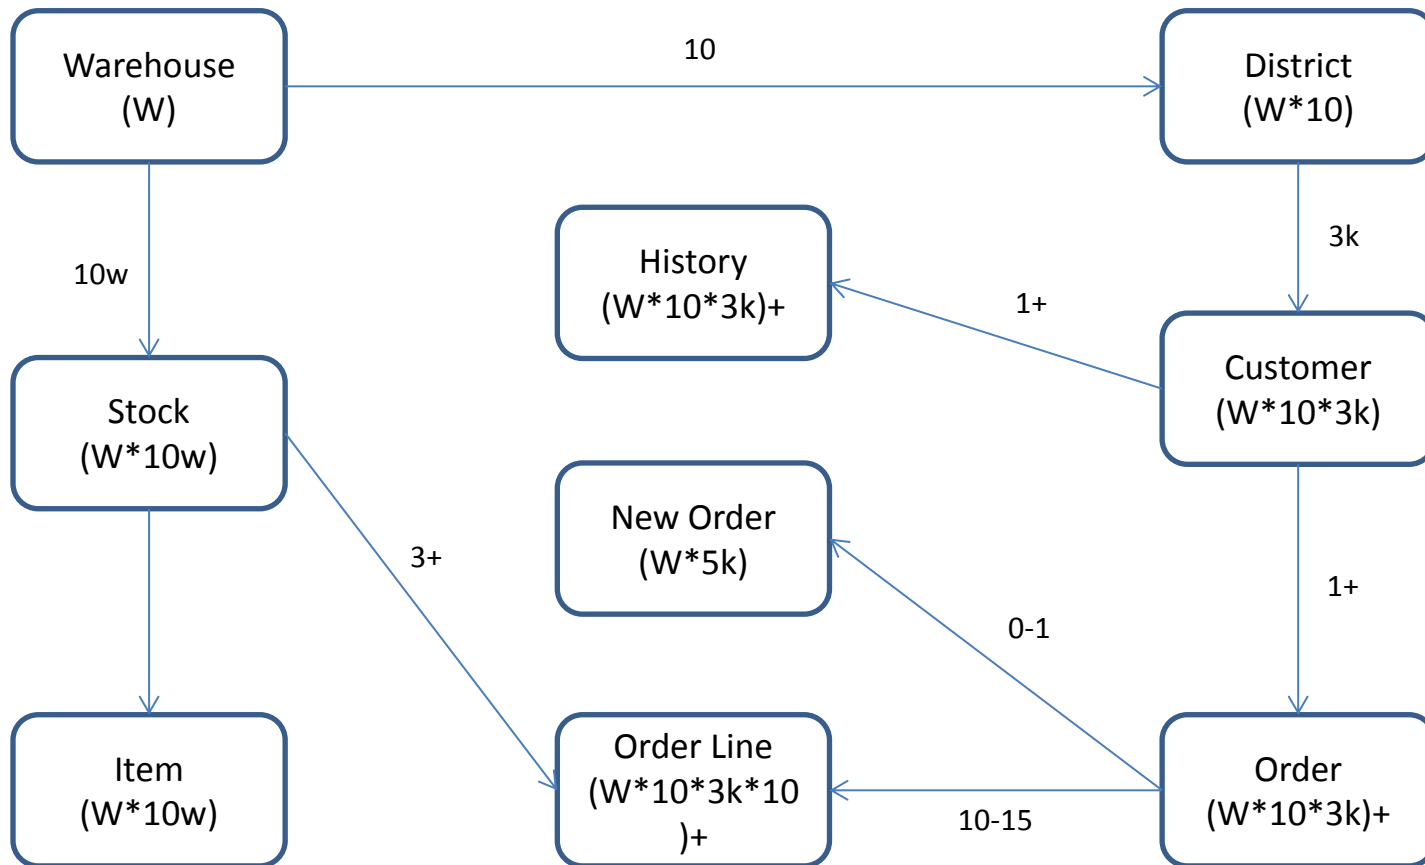 Warehouse
(W)
10
District
(W*10)
10w
History
(W*10*3k)+
1+
3k
Stock
(W*10w)
Customer
(W*10*3k)
3+
New Order
(W*5k)
0-1
1+
Item
(W*10w)
Order Line
(W*10*3k*10
)+
10-15
Order
(W*10*3k)+